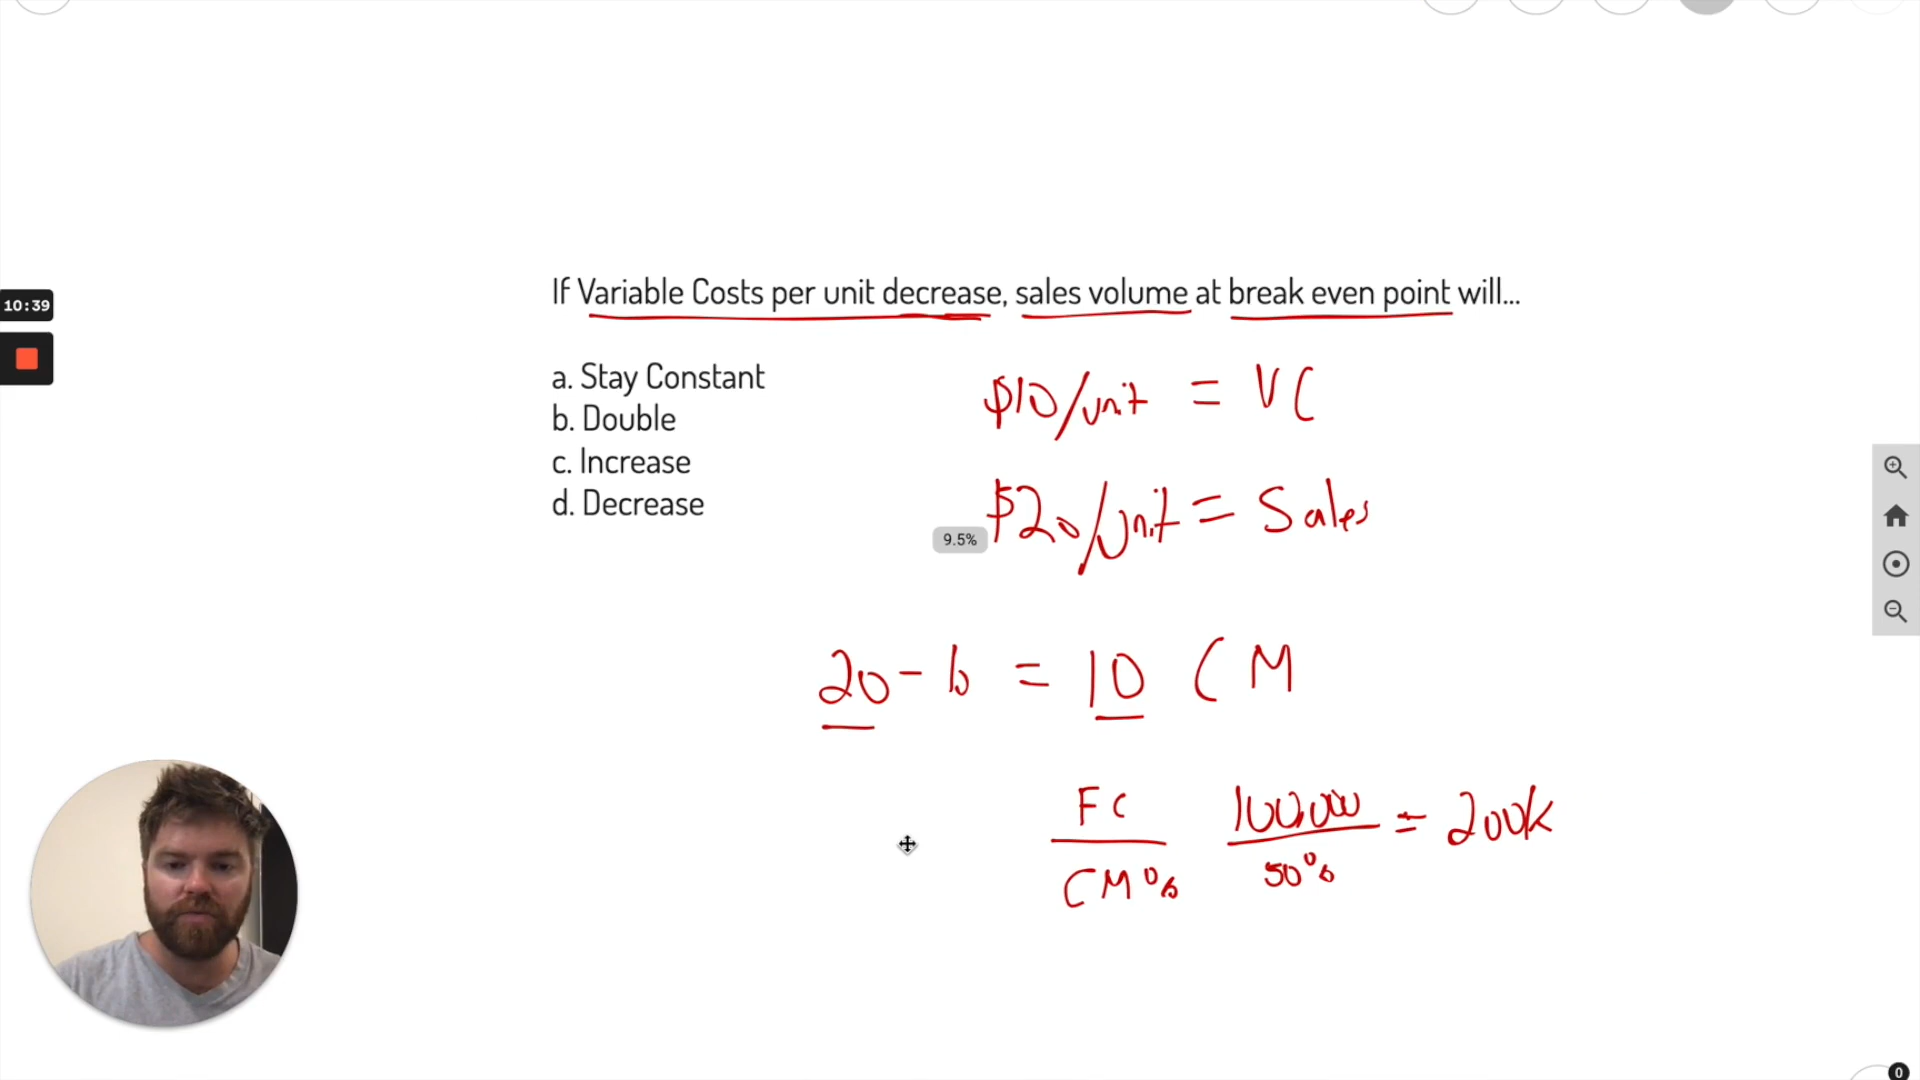 10:39
If Variable Costs per unit decrease, sales volume at break even point will...
a. Stay Constant
b. Double
c. Increase
d. Decrease
$10/unit = VC
$20/unit = Sales
9.5%
20 - 10 = 10 CM
FC
CM%
100,000
50%
= 200k
0